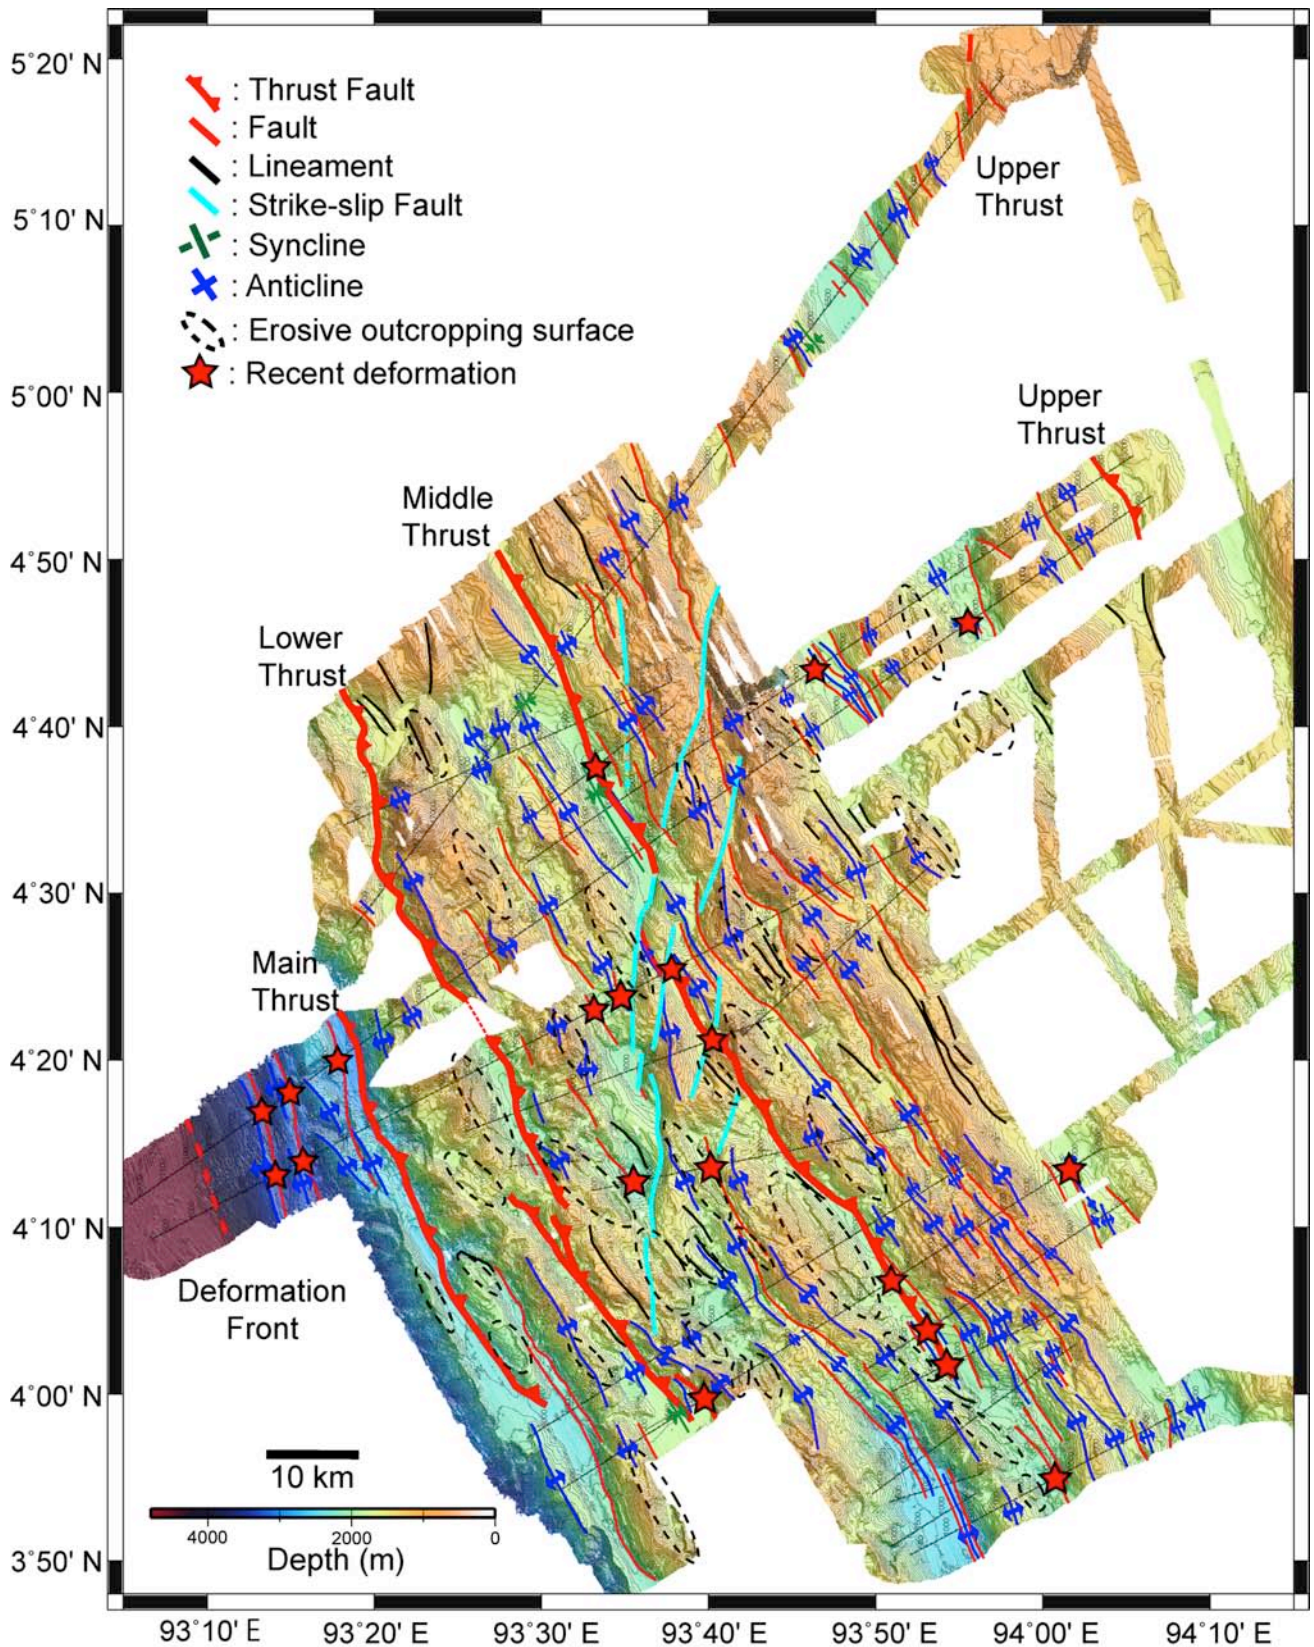 5°20' N
5°10' N
5°00' N
4°50' N
4°40' N
4°30' N
4°20' N
4°10' N
4°00' N
3°50' N
: Thrust Fault
: Fault
: Lineament
: Strike-slip Fault
: Syncline
: Anticline
: Erosive outcropping surface
: Recent deformation
Upper
Thrust
Upper
Thrust
Middle
Thrust
Lower
Thrust
Main
Thrust
Deformation
Front
10 km
4000 2000 0
Depth (m)
93°10' E 93°20' E 93°30' E 93°40' E 93°50' E 94°00' E 94°10' E